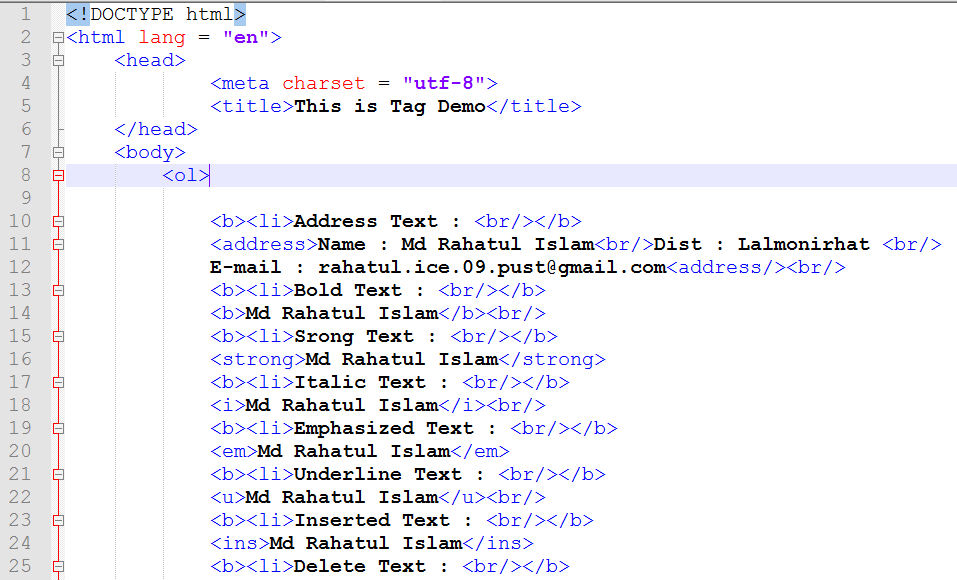 1 <!DOCTYPE html>
2 <html lang = "en">
3 <head>
4 <meta charset = "utf-8">
5 <title>This is Tag Demo</title>
6 </head>
7 <body>
8 <ol>
9
10 <b><li>Address Text : <br/></b>
11 <address>Name : Md Rahatul Islam<br/>Dist : Lalmonirhat <br/>
12 E-mail : rahatul.ice.09.pust@gmail.com<address/><br/>
13 <b><li>Bold Text : <br/></b>
14 <b>Md Rahatul Islam</b><br/>
15 <b><li>Srong Text : <br/></b>
16 <strong>Md Rahatul Islam</strong>
17 <b><li>Italic Text : <br/></b>
18 <i>Md Rahatul Islam</i><br/>
19 <b><li>Emphasized Text : <br/></b>
20 <em>Md Rahatul Islam</em>
21 <b><li>Underline Text : <br/></b>
22 <u>Md Rahatul Islam</u><br/>
23 <b><li>Inserted Text : <br/></b>
24 <ins>Md Rahatul Islam</ins>
25 <b><li>Delete Text : <br/></b>